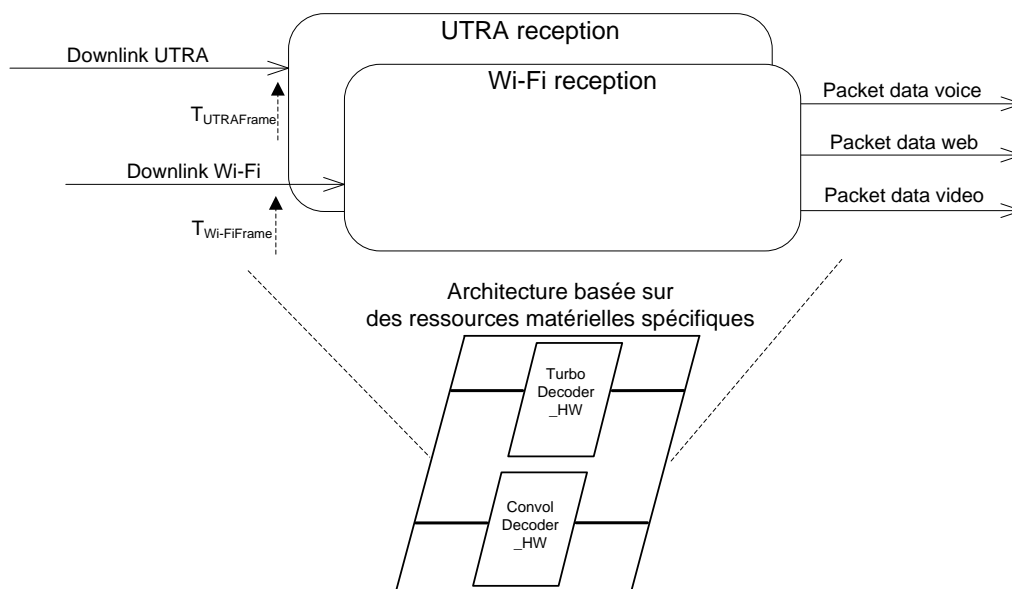 UTRA reception
Downlink UTRA
Wi-Fi reception
Packet data voice
T_UTRAFrame
Packet data web
Downlink Wi-Fi
Packet data video
T_Wi-FiFrame
Architecture basée sur
des ressources matérielles spécifiques
Turbo
Decoder
_HW
Convol
Decoder
_HW